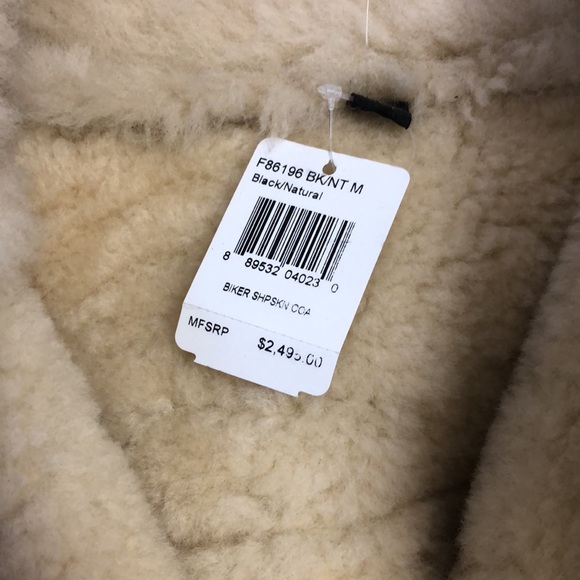 F86196 BK/NT M
Black/Natural
8 89532 04023 0
BIKER SHPSKN COA
MFSRP $2,495.00